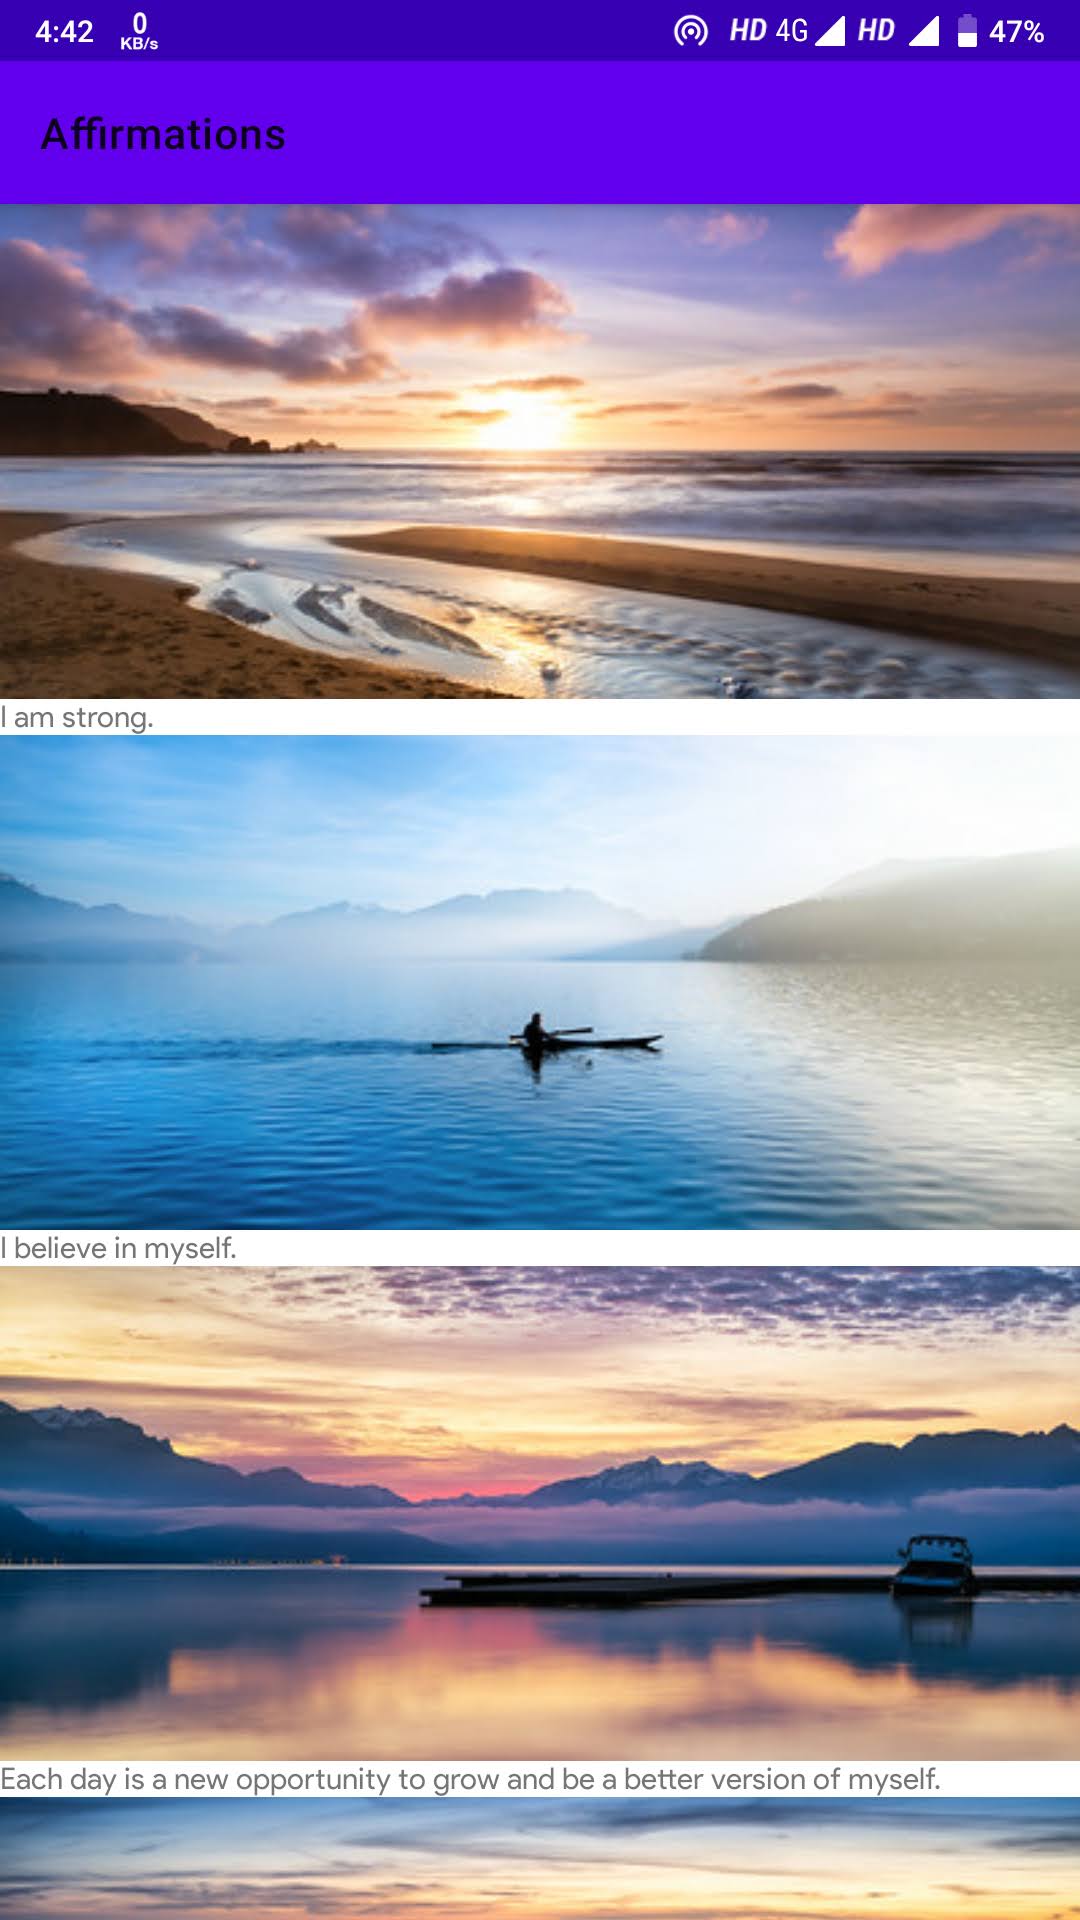 4:42 0 KB/s HD 4G HD 47%
Affirmations
I am strong.
I believe in myself.
Each day is a new opportunity to grow and be a better version of myself.